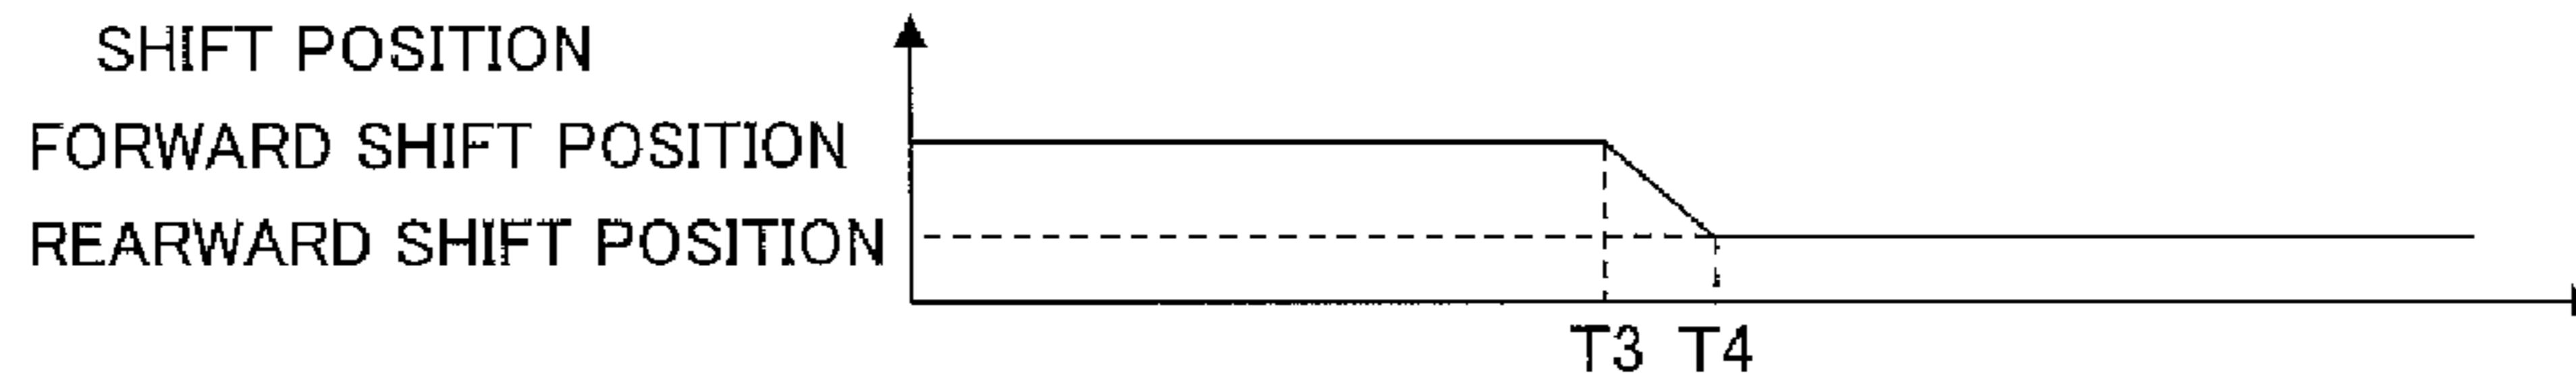 SHIFT POSITION
FORWARD SHIFT POSITION
REARWARD SHIFT POSITION
T3 T4